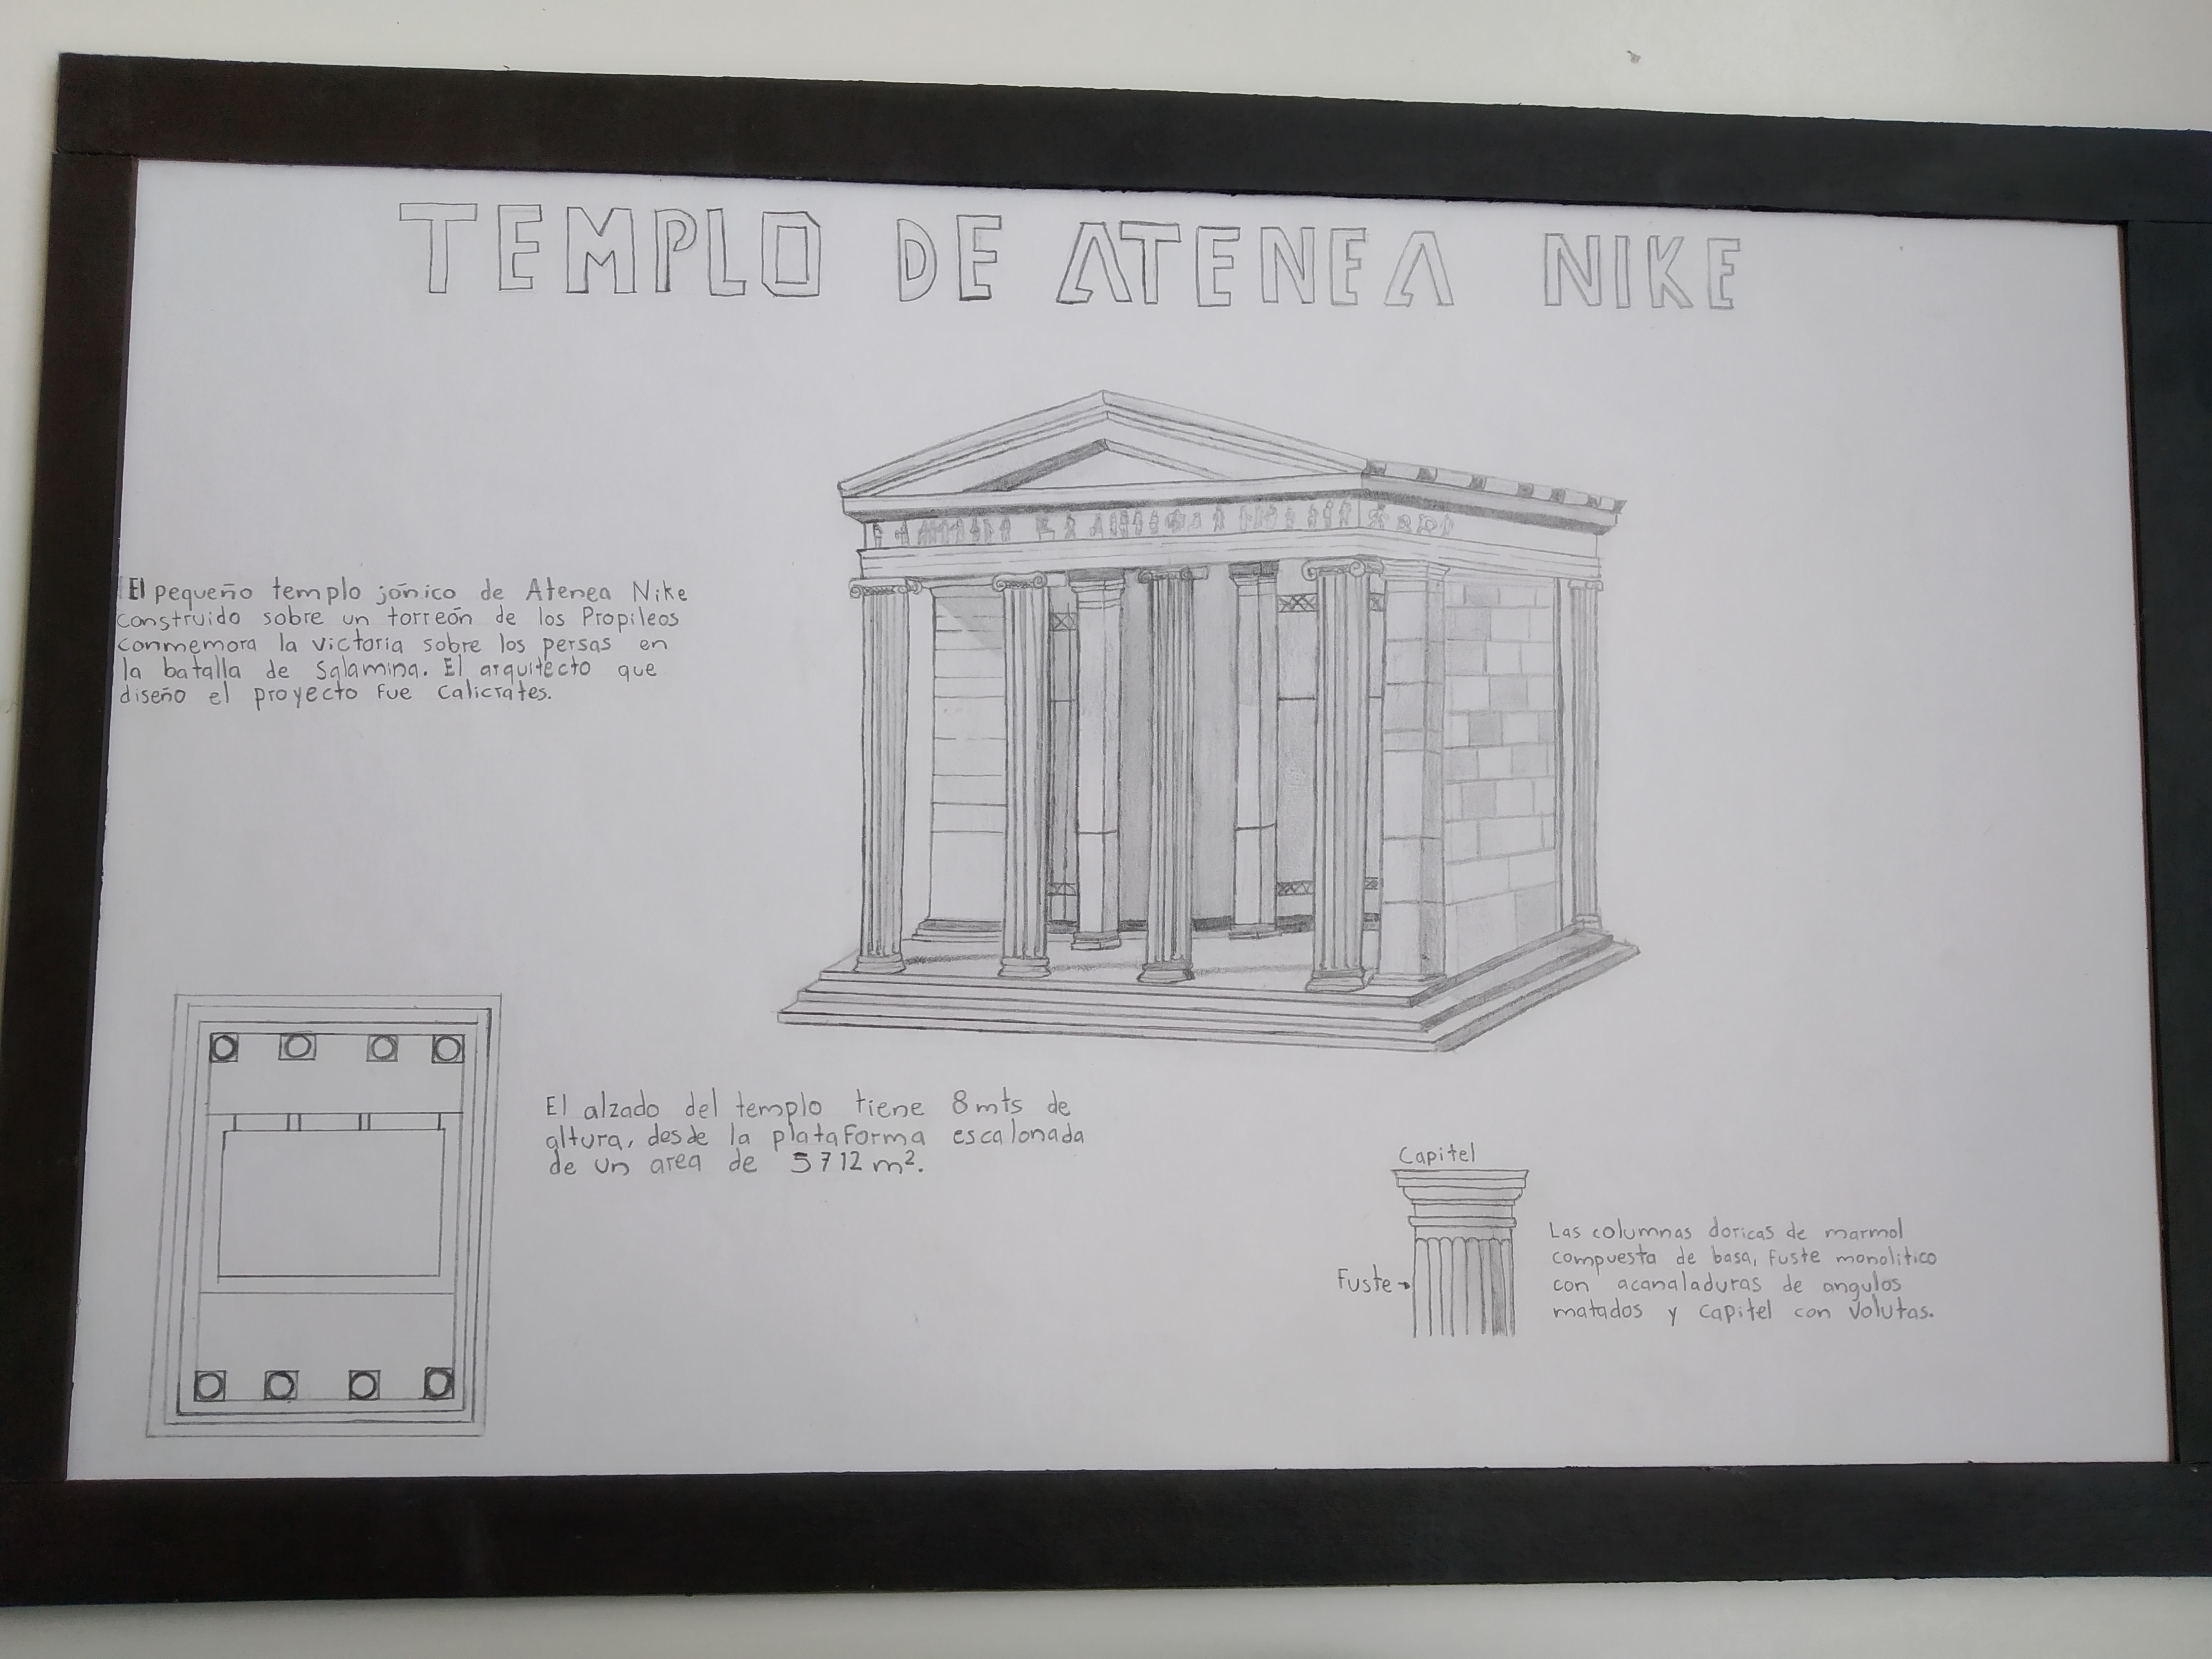 TEMPLO DE ATENEA NIKE
El pequeño templo jónico de Atenea Nike
construido sobre un torreón de los Propileos
conmemora la victoria sobre los persas en
la batalla de Salamina. El arquitecto que
diseño el proyecto fue Calicrates.
El alzado del templo tiene 8mts de
altura, desde la plataforma escalonada
de un area de 5712 m².
Capitel
Fuste
Las columnas doricas de marmol
compuesta de basa, fuste monolitico
con acanaladuras de angulos
matados y capitel con volutas.